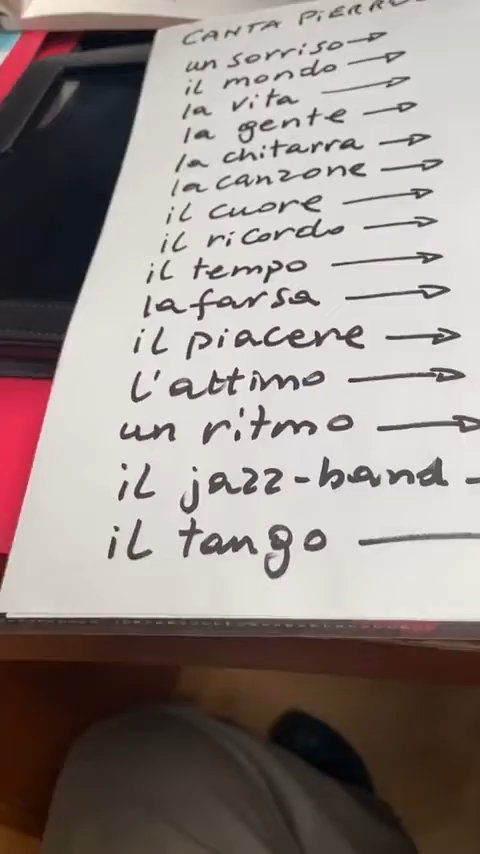 CANTA PIERRO
un sorriso →
il mondo →
la vita →
la gente →
la chitarra →
la canzone →
il cuore →
il ricordo →
il tempo →
la farsa →
il piacere →
l'attimo →
un ritmo →
il jazz-band -
il tango —